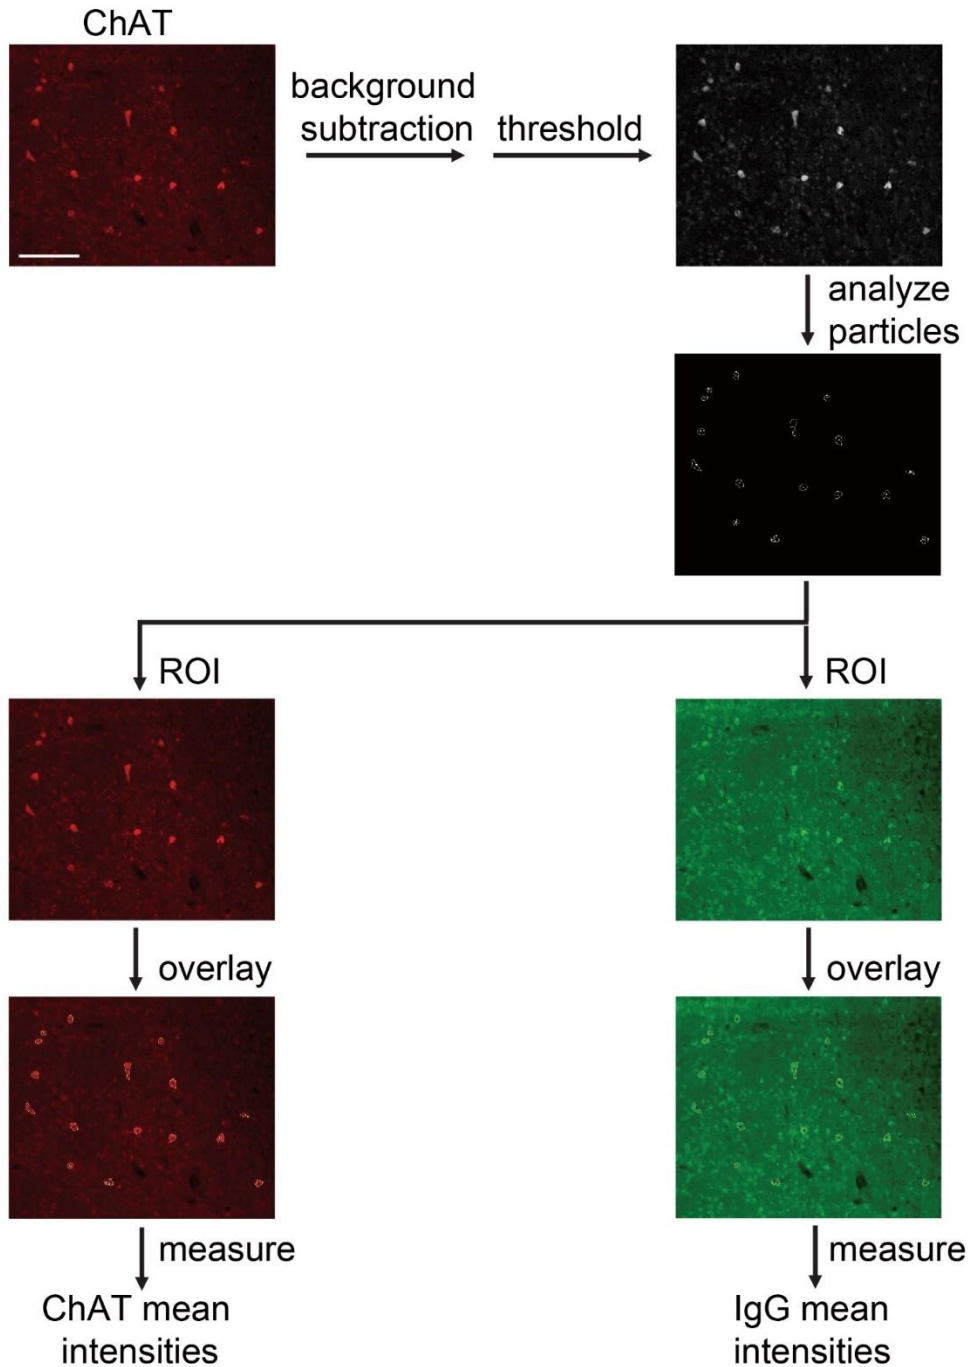 ChAT
background
subtraction
threshold
analyze
particles
ROI
ROI
overlay
overlay
measure
measure
ChAT mean
intensities
IgG mean
intensities